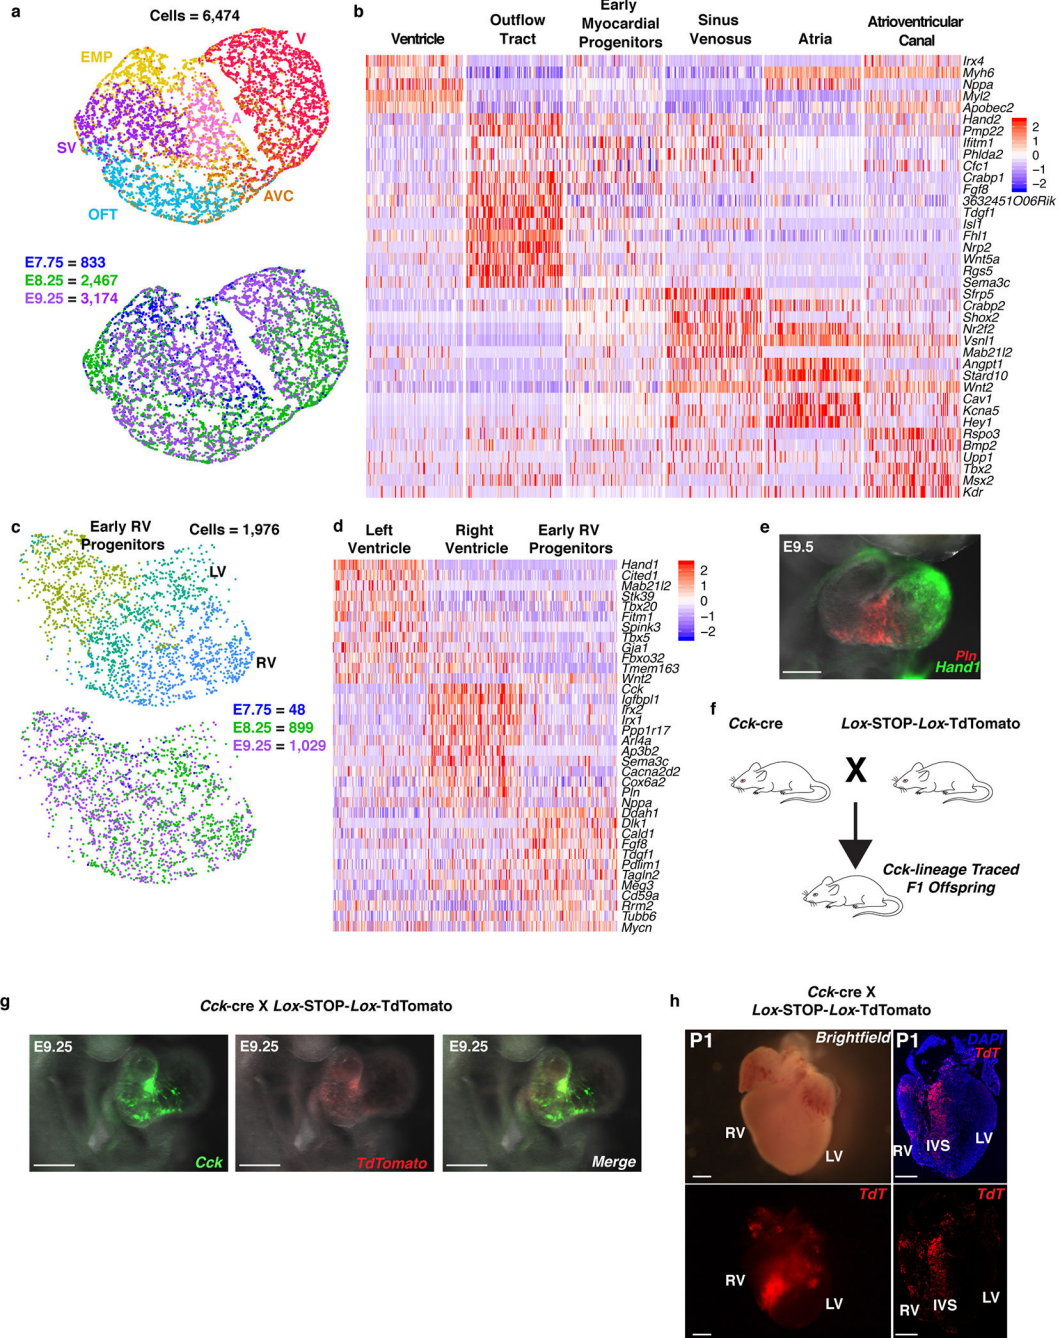 a
Cells = 6,474
EMP
V
A
SV
AVC
OFT
E7.75 = 833
E8.25 = 2,467
E9.25 = 3,174
b
Ventricle
Outflow
Tract
Early
Myocardial
Progenitors
Sinus
Venosus
Atria
Atrioventricular
Canal
Irx4
Myh6
Nppa
Myl2
Apobec2
Hand2
Pmp22
Ifitm1
Phlda2
Cfc1
Crabp1
Fgf8
3632451O06Rik
Tdgf1
Isl1
Fhl1
Nrp2
Wnt5a
Rgs5
Sema3c
Sfrp5
Crabp2
Shox2
Nr2f2
Vsnl1
Mab21l2
Angpt1
Stard10
Wnt2
Cav1
Kcna5
Hey1
Rspo3
Bmp2
Upp1
Tbx2
Msx2
Kdr
2
1
0
−1
−2
c
Early RV
Progenitors
Cells = 1,976
LV
RV
E7.75 = 48
E8.25 = 899
E9.25 = 1,029
d
Left
Ventricle
Right
Ventricle
Early RV
Progenitors
Hand1
Cited1
Mab21l2
Stk39
Tbx20
Fitm1
Spink3
Tbx5
Gja1
Fbxo32
Tmem163
Wnt2
Cck
Igfbpl1
Irx2
Irx1
Ppp1r17
Arl4a
Ap3b2
Sema3c
Cacna2d2
Cox6a2
Pln
Nppa
Ddah1
Dlk1
Cald1
Fgf8
Tdgf1
Pdlim1
Tagln2
Meg3
Cd59a
Rrm2
Tubb6
Mycn
2
1
0
−1
−2
e
E9.5
Pln
Hand1
f
Cck-cre
Lox-STOP-Lox-TdTomato
X
Cck-lineage Traced
F1 Offspring
g
Cck-cre X Lox-STOP-Lox-TdTomato
E9.25
Cck
E9.25
TdTomato
E9.25
Merge
h
Cck-cre X
Lox-STOP-Lox-TdTomato
P1
Brightfield
RV
LV
P1
DAPI
TdT
RV
IVS
LV
TdT
RV
LV
TdT
RV
IVS
LV